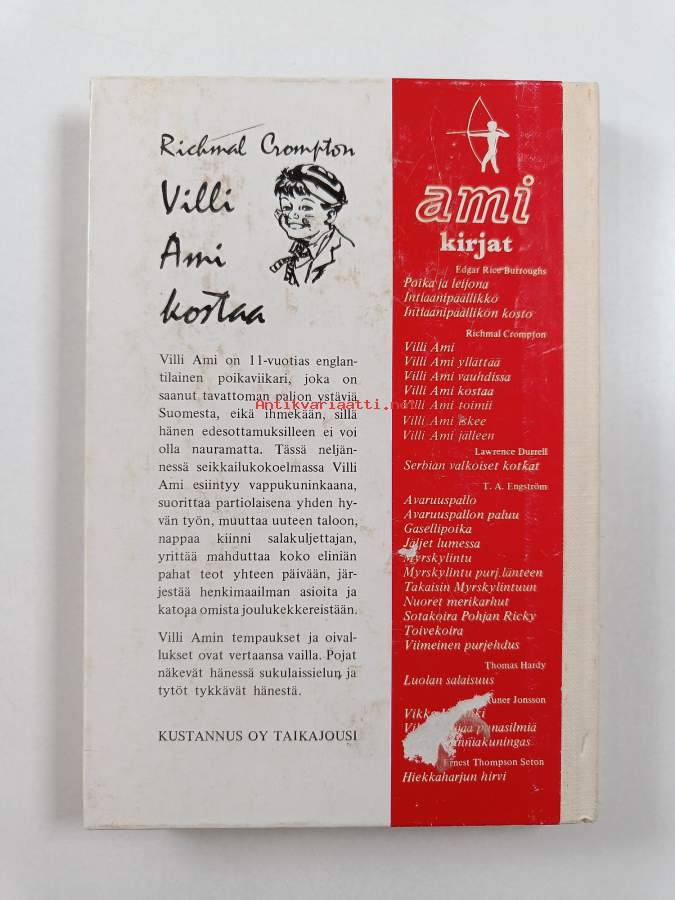 Richmal Crompton
Villi
Ami
kostaa
Villi Ami on 11-vuotias englan-
tilainen poikaviikari, joka on
saanut tavattoman paljon ystäviä
Suomesta, eikä ihmekään, sillä
hänen edesottamuksilleen ei voi
olla nauramatta. Tässä neljän-
nessä seikkailukokoelmassa Villi
Ami esiintyy vappukuninkaana,
suorittaa partiolaisena yhden hy-
vän työn, muuttaa uuteen taloon,
nappaa kiinni salakuljettajan,
yrittää mahduttaa koko eliniän
pahat teot yhteen päivään, jär-
jestää henkimaailman asioita ja
katoaa omista joulukekkereistään.
Villi Amin tempaukset ja oival-
lukset ovat vertaansa vailla. Pojat
näkevät hänessä sukulaissielun ja
tytöt tykkävät hänestä.
KUSTANNUS OY TAIKAJOUSI
ami
kirjat
Edgar Rice Burroughs
Poika ja leijona
Intiaanipäällikkö
Intiaanipäällikön kosto
Richmal Crompton
Villi Ami
Villi Ami yllättää
Villi Ami vauhdissa
Villi Ami kostaa
Villi Ami toimii
Villi Ami iskee
Villi Ami jälleen
Lawrence Durrell
Serbian valkoiset kotkat
T. A. Engström
Avaruuspallo
Avaruuspallon paluu
Gasellipoika
Jäljet lumessa
Myrskylintu
Myrskylintu purj. länteen
Takaisin Myrskylintuun
Nuoret merikarhut
Sotakoira Pohjan Ricky
Toivekoira
Viimeinen purjehdus
Thomas Hardy
Luolan salaisuus
Runer Jonsson
punasilmiä
Ernest Thompson Seton
Hiekkaharjun hirvi
Antikvariaatti.net